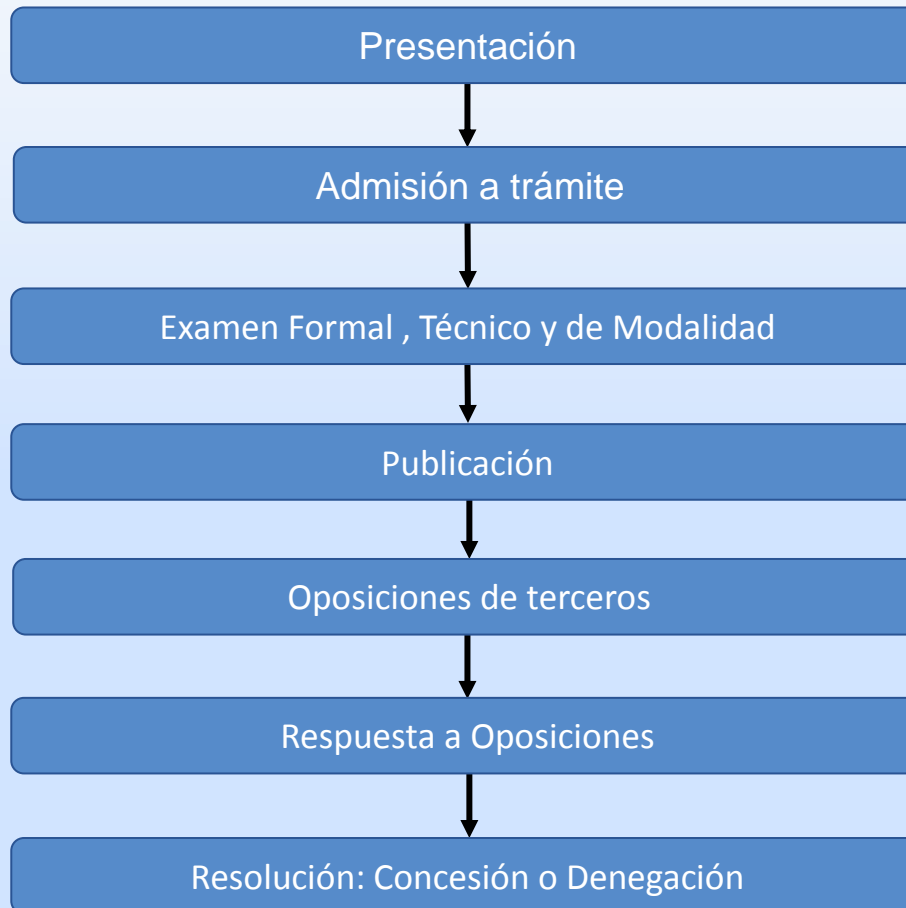 Presentación
Admisión a trámite
Examen Formal , Técnico y de Modalidad
Publicación
Oposiciones de terceros
Respuesta a Oposiciones
Resolución: Concesión o Denegación